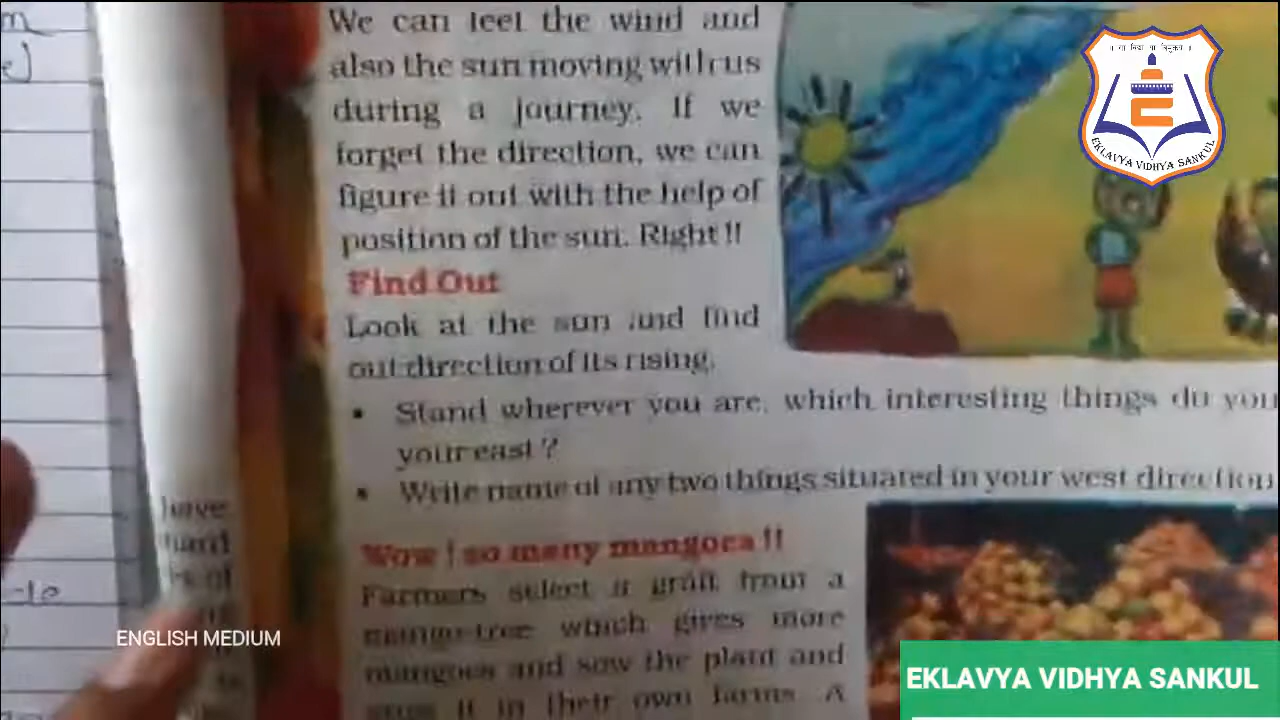 We can feel the wind and
also the sun moving with us
during a journey. If we
forget the direction, we can
figure it out with the help of
position of the sun. Right !!
Find Out
Look at the sun and find
out direction of its rising.
• Stand wherever you are, which interesting things do you
your east ?
• Write name of any two things situated in your west direction
Wow ! so many mangoes !!
Farmers select a graft from a
mango-tree which gives more
mangoes and sow the plant and
it in their own farms. A
have
ENGLISH MEDIUM
EKLAVYA VIDHYA SANKUL
EKLAVYA VIDHYA SANKUL